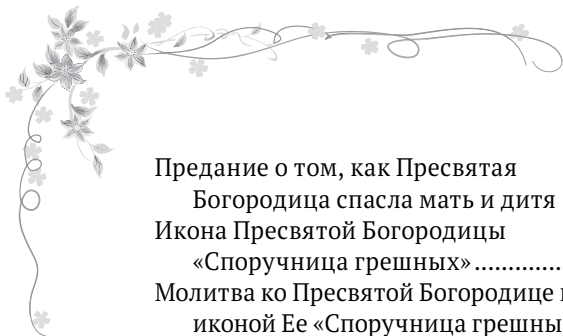 Предание о том, как Пресвятая
Богородица спасла мать и дитя
Икона Пресвятой Богородицы
«Споручница грешных»..............
Молитва ко Пресвятой Богородице
иконой Ее «Споручница